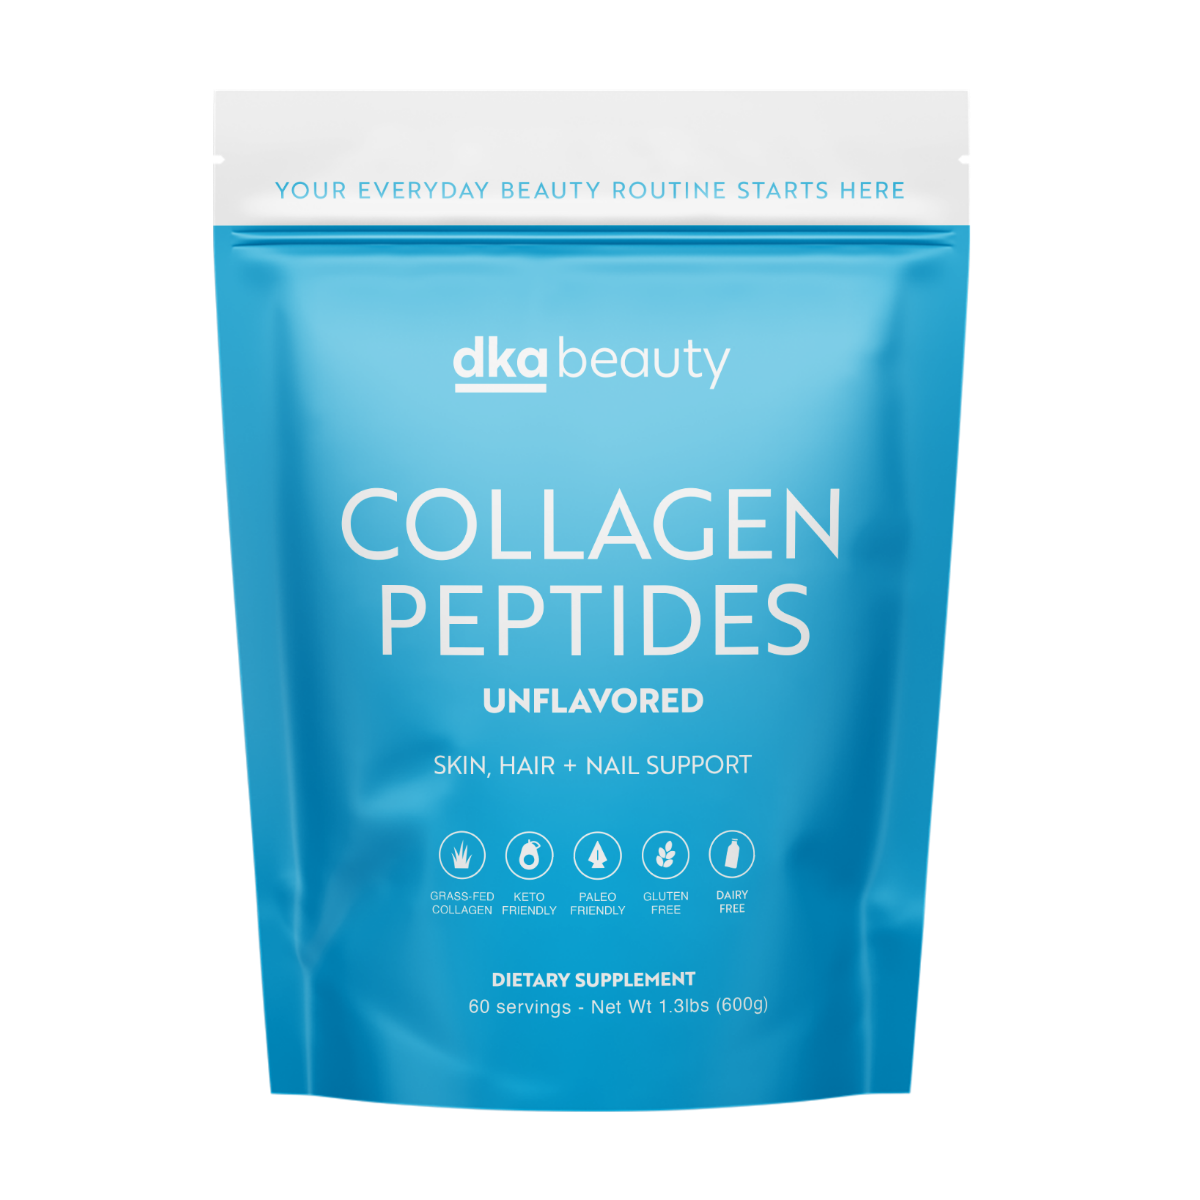 YOUR EVERYDAY BEAUTY ROUTINE STARTS HERE
dka beauty
COLLAGEN
PEPTIDES
UNFLAVORED
SKIN, HAIR + NAIL SUPPORT
GRASS-FED COLLAGEN
KETO FRIENDLY
PALEO FRIENDLY
GLUTEN FREE
DAIRY FREE
DIETARY SUPPLEMENT
60 servings - Net Wt 1.3lbs (600g)